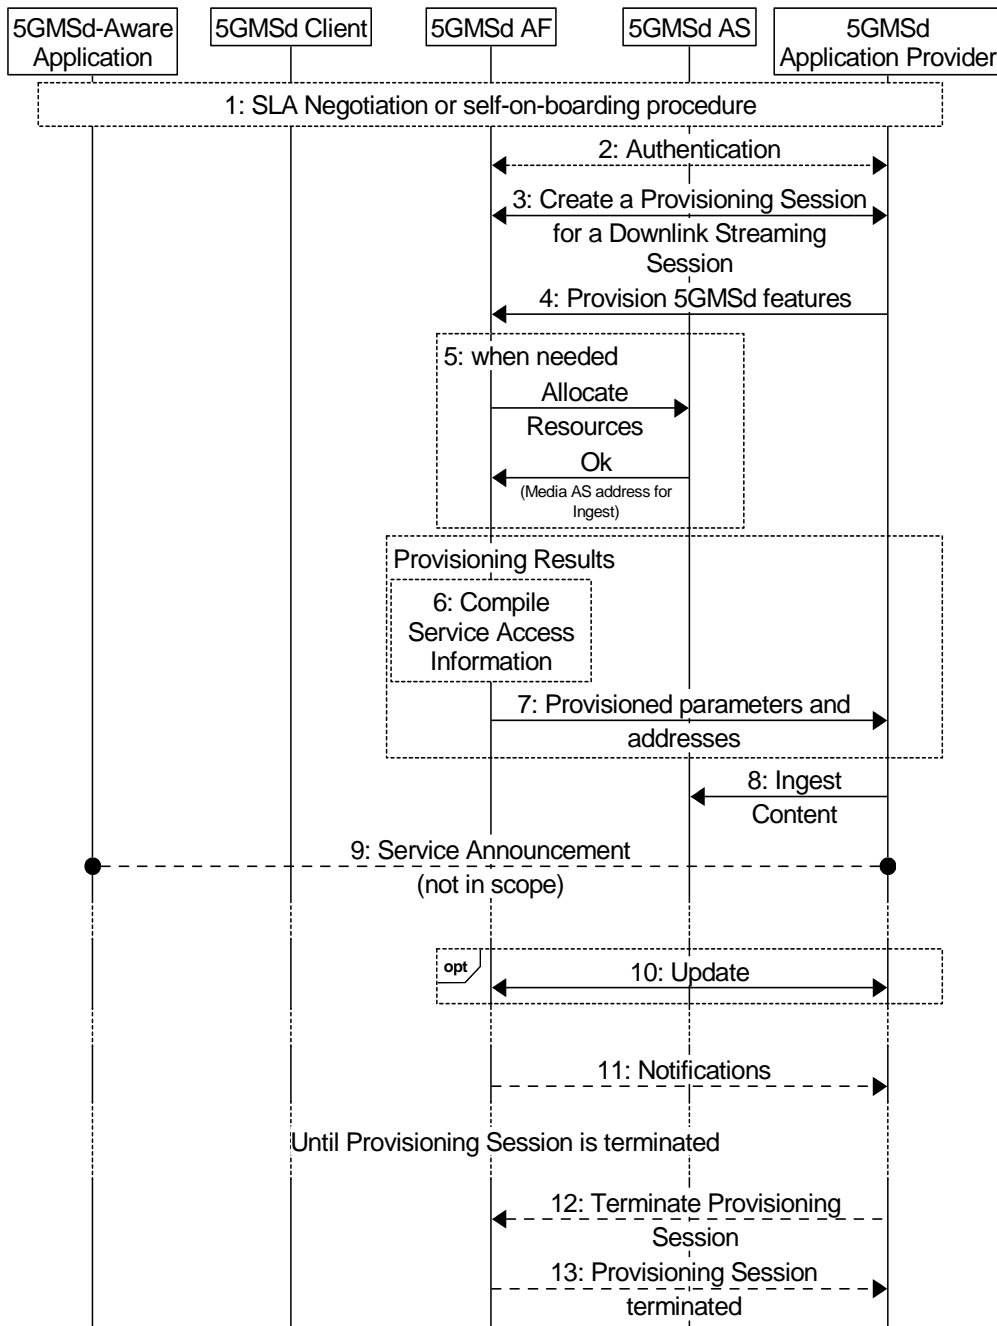 5GMSd-Aware
Application
5GMSd Client
5GMSd AF
5GMSd AS
5GMSd
Application Provider
1: SLA Negotiation or self-on-boarding procedure
2: Authentication
3: Create a Provisioning Session
for a Downlink Streaming
Session
4: Provision 5GMSd features
5: when needed
Allocate
Resources
Ok
(Media AS address for
Ingest)
Provisioning Results
6: Compile
Service Access
Information
7: Provisioned parameters and
addresses
8: Ingest
Content
9: Service Announcement
(not in scope)
opt
10: Update
11: Notifications
Until Provisioning Session is terminated
12: Terminate Provisioning
Session
13: Provisioning Session
terminated